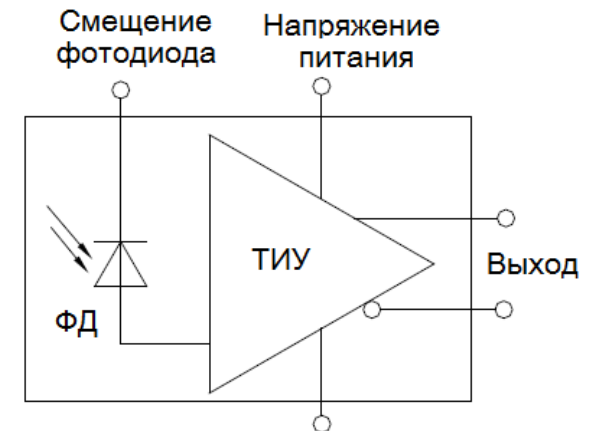 Смещение
фотодиода
Напряжение
питания
ТИУ
Выход
ФД